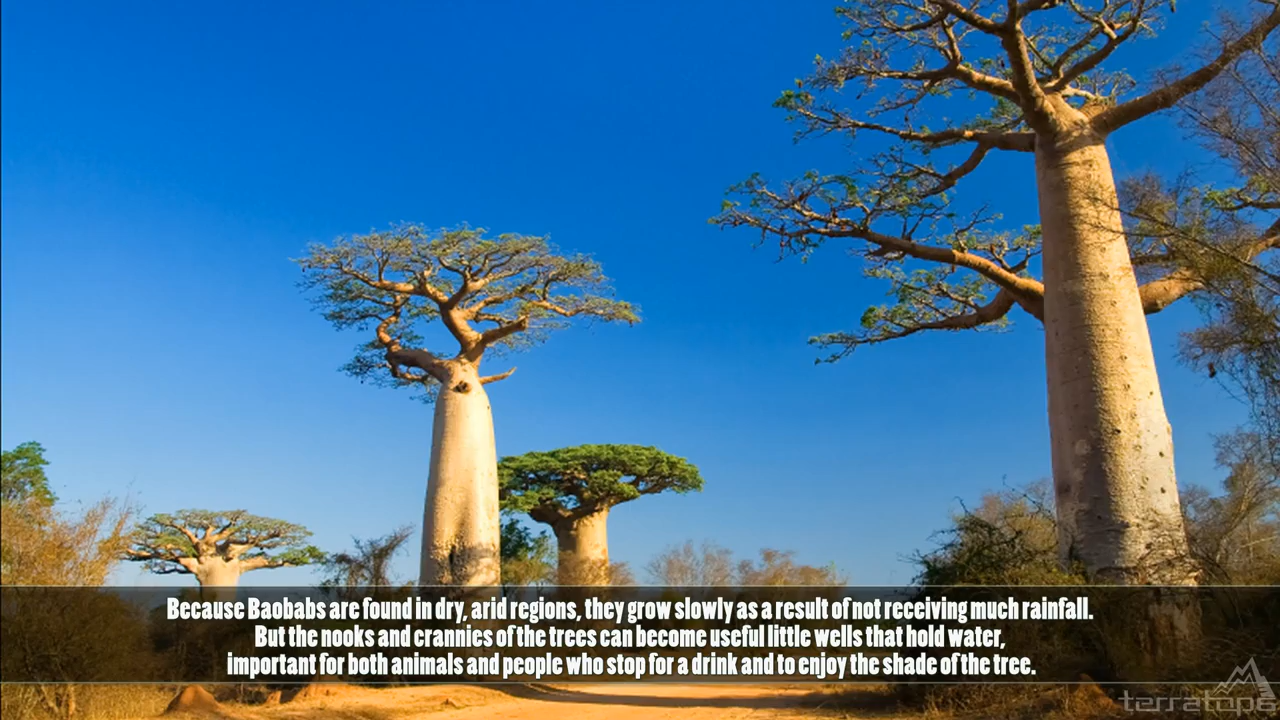 Because Baobabs are found in dry, arid regions, they grow slowly as a result of not receiving much rainfall.
But the nooks and crannies of the trees can become useful little wells that hold water,
important for both animals and people who stop for a drink and to enjoy the shade of the tree.